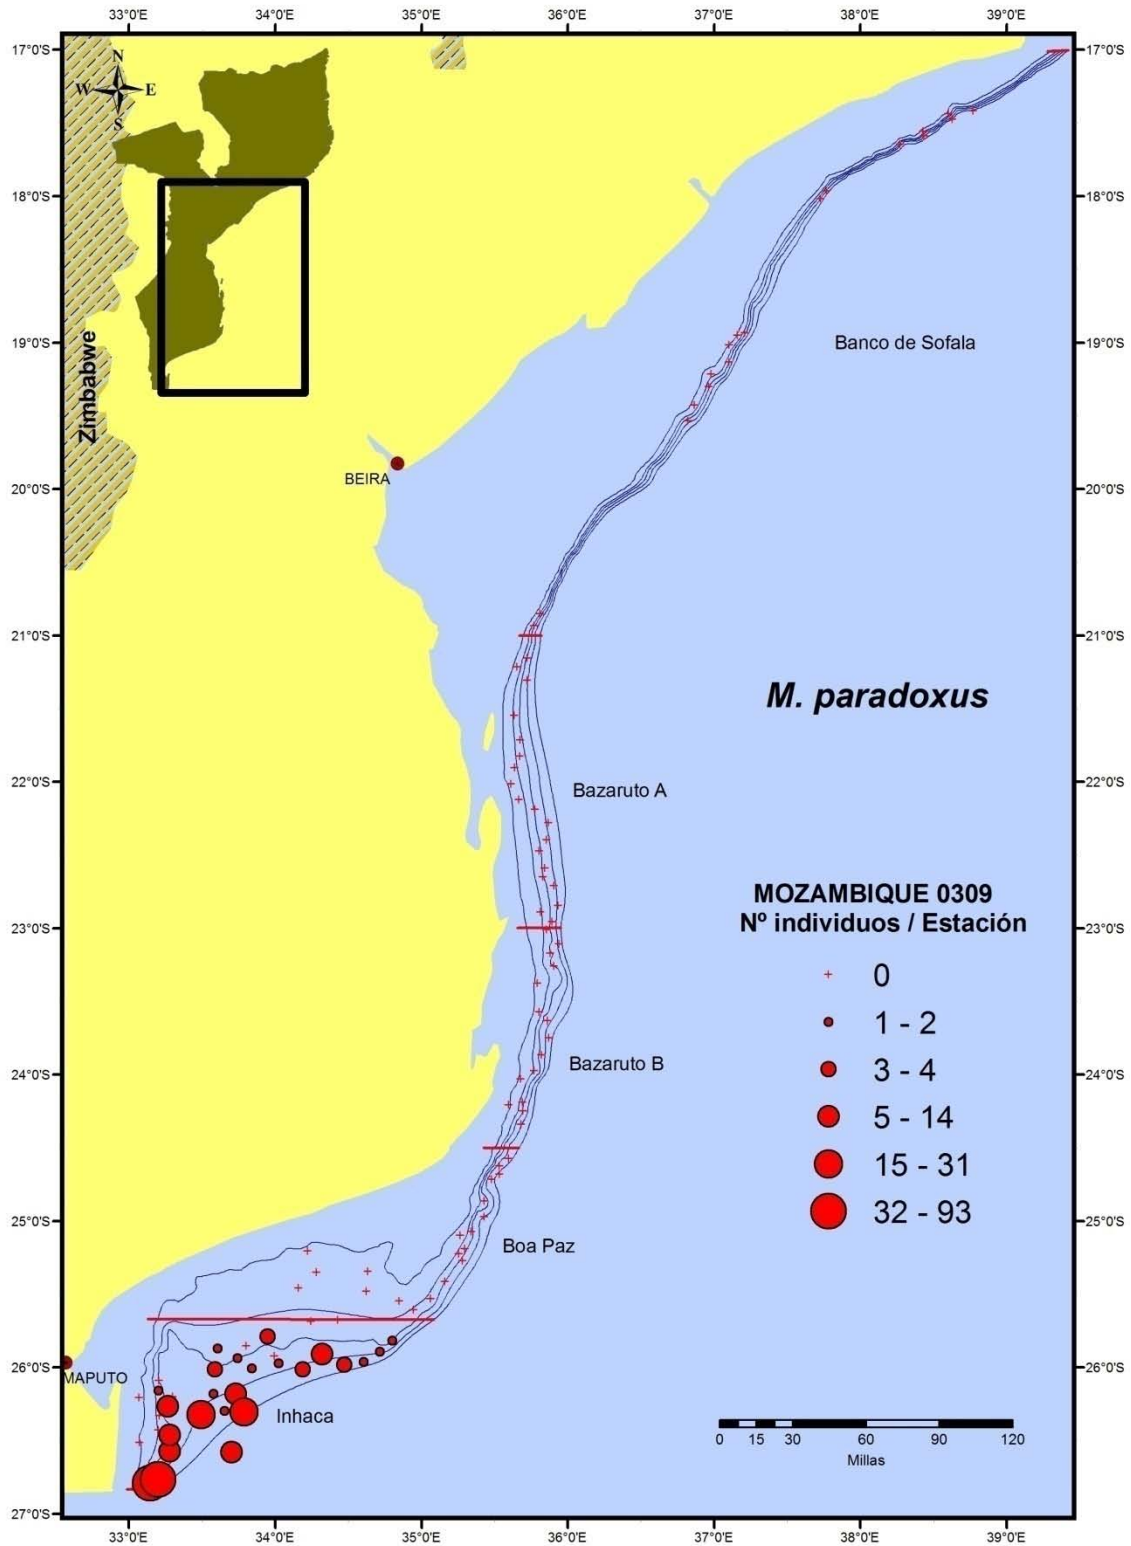 33°0'E 34°0'E 35°0'E 36°0'E 37°0'E 38°0'E 39°0'E
17°0'S 17°0'S
N
W E
S
18°0'S 18°0'S
19°0'S 19°0'S
Banco de Sofala
Zimbabwe
BEIRA
20°0'S 20°0'S
21°0'S 21°0'S
M. paradoxus
22°0'S 22°0'S
Bazaruto A
MOZAMBIQUE 0309
Nº individuos / Estación
23°0'S 23°0'S
0
1 - 2
3 - 4
Bazaruto B
24°0'S 24°0'S
5 - 14
15 - 31
32 - 93
25°0'S 25°0'S
Boa Paz
26°0'S 26°0'S
MAPUTO
Inhaca
0 15 30 60 90 120
Millas
27°0'S 27°0'S
33°0'E 34°0'E 35°0'E 36°0'E 37°0'E 38°0'E 39°0'E